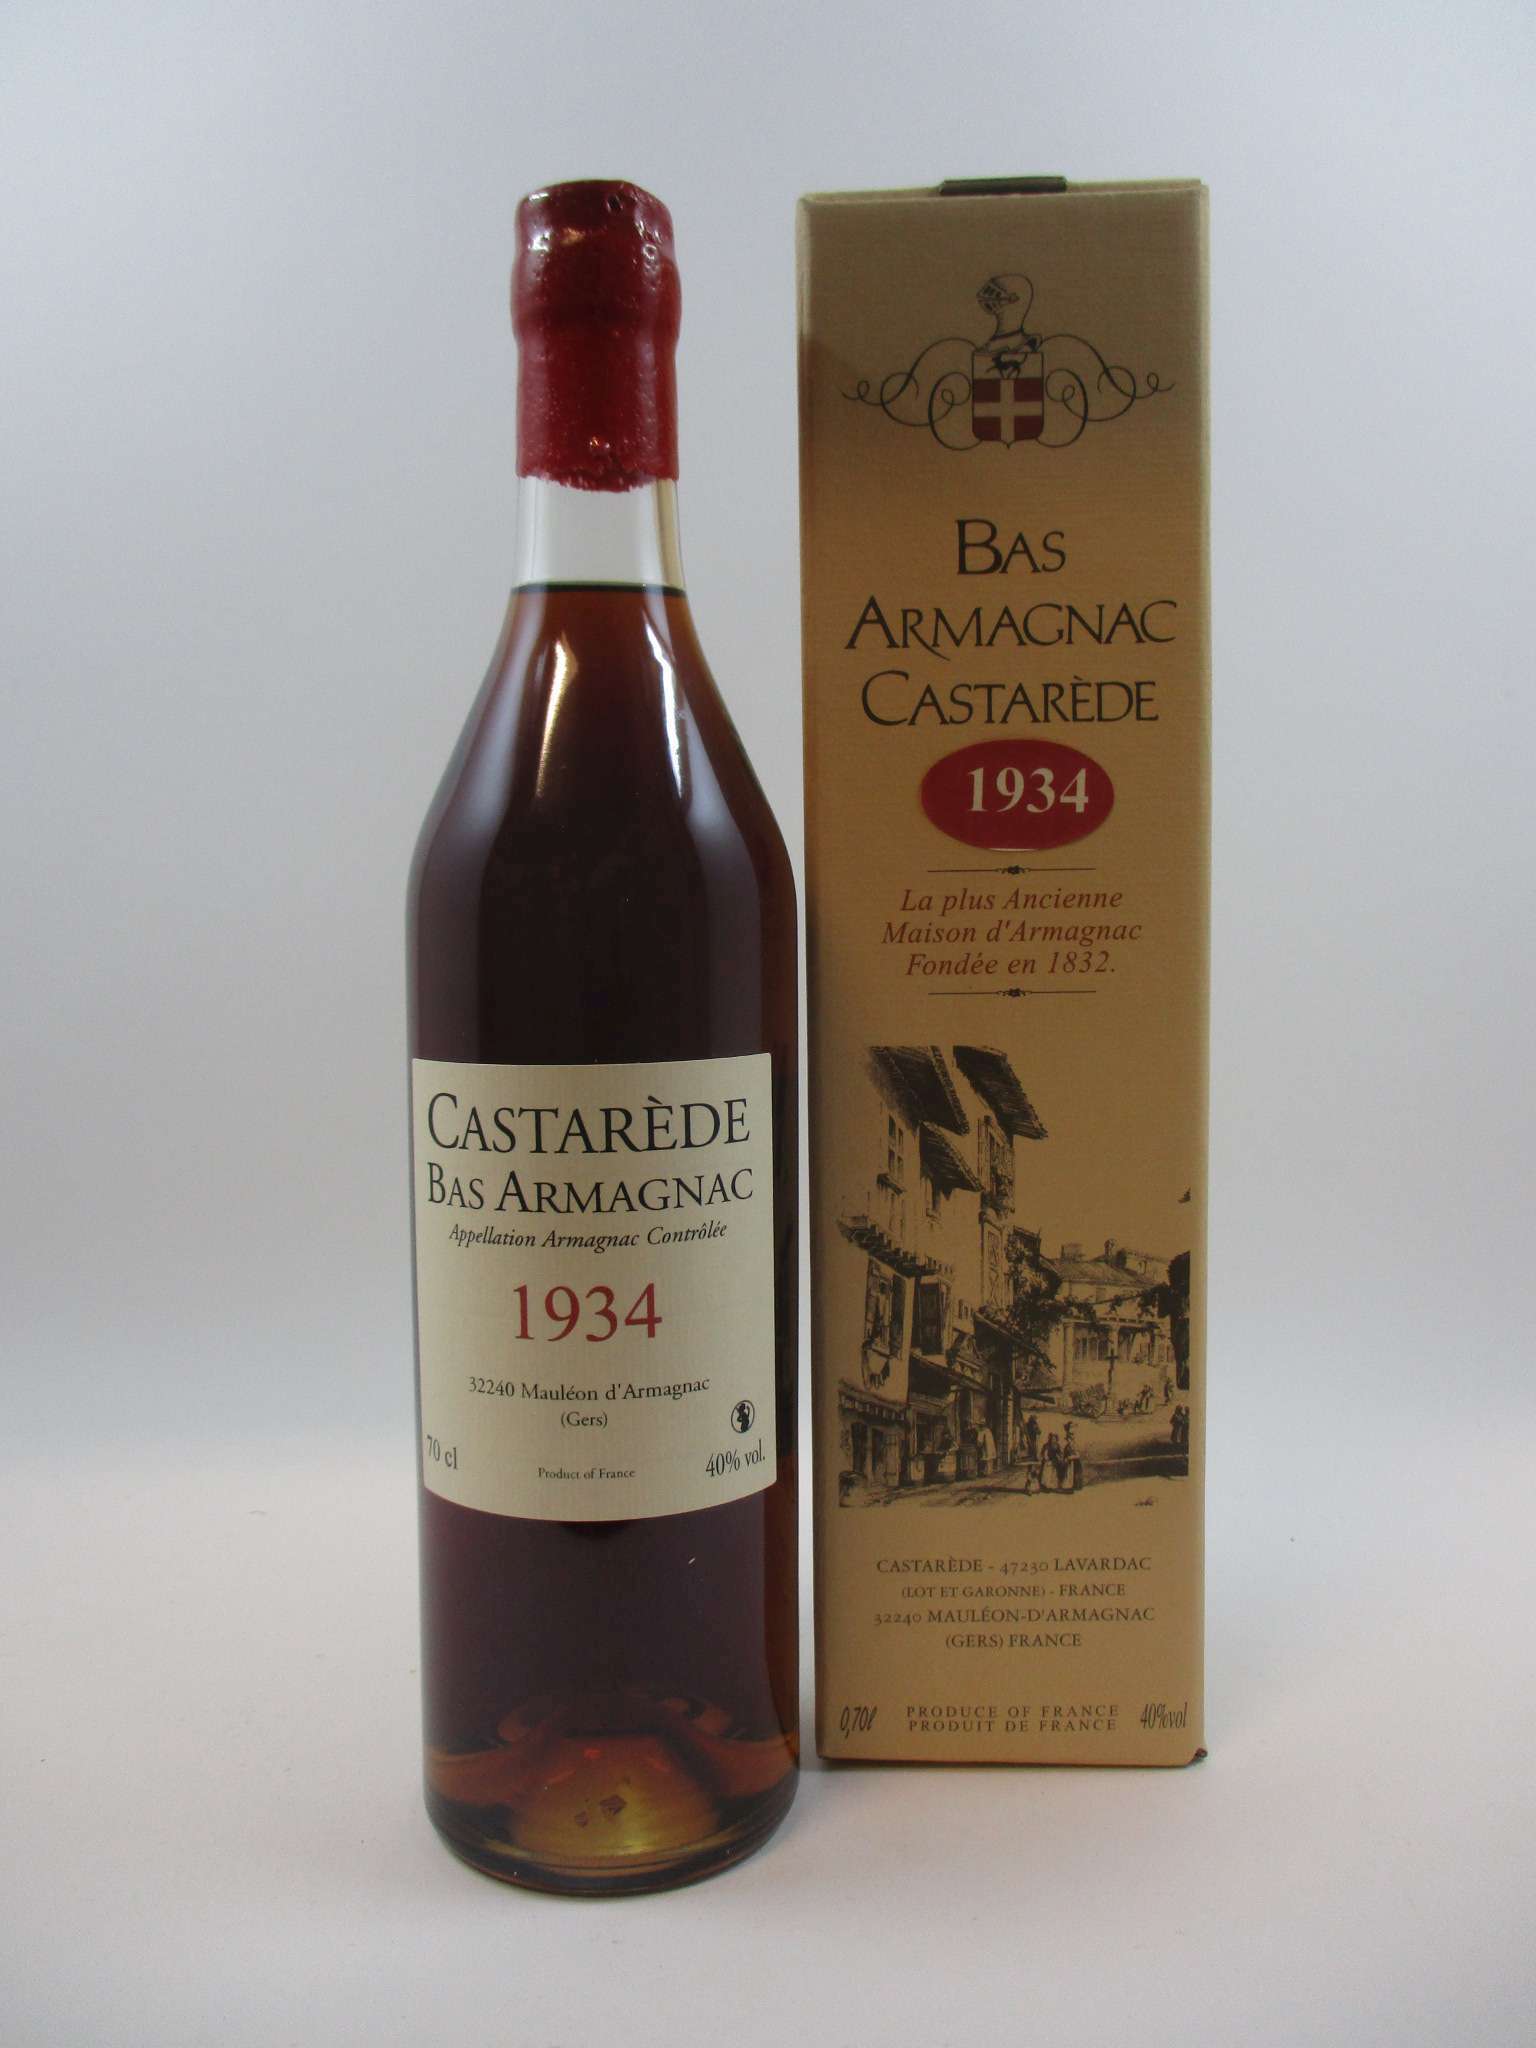 CASTARÈDE
BAS ARMAGNAC
Appellation Armagnac Contrôlée
1934
32240 Mauléon d'Armagnac
(Gers)
70 cl
40% vol.
Product of France
BAS
ARMAGNAC
CASTARÈDE
1934
La plus Ancienne
Maison d'Armagnac
Fondée en 1832.
CASTARÈDE - 47230 LAVARDAC
(LOT ET GARONNE) - FRANCE
32240 MAULÉON-D'ARMAGNAC
(GERS) FRANCE
0,70l
PRODUCE OF FRANCE
PRODUIT DE FRANCE
40%vol